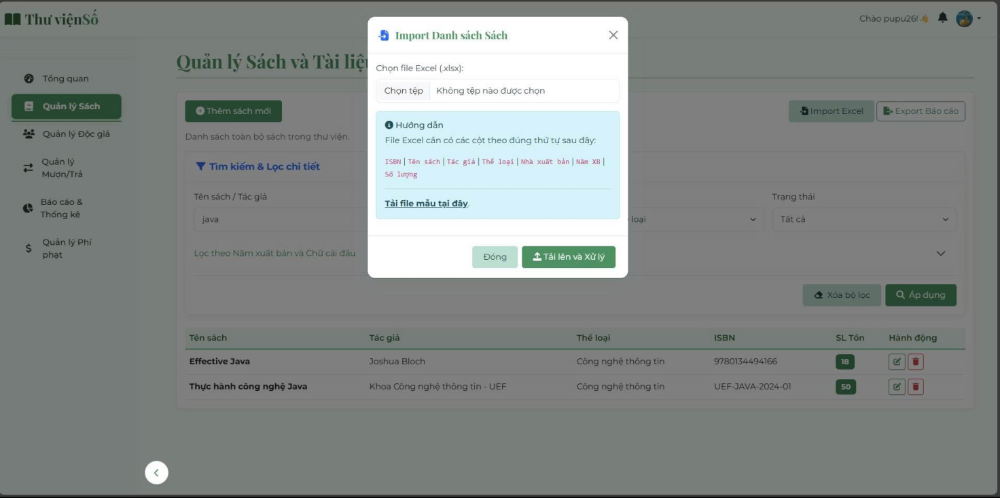 Thư việnSố
Chào pupu26!👋
Import Danh sách Sách
Quản lý Sách và Tài liệu
Chọn file Excel (.xlsx):
Chọn tệp Không tệp nào được chọn
Tổng quan
Quản lý Sách
Quản lý Độc giả
Quản lý
Mượn/Trả
Báo cáo &
Thống kê
Quản lý Phí
phạt
Thêm sách mới
Import Excel
Export Báo cáo
Danh sách toàn bộ sách trong thư viện.
Hướng dẫn
File Excel cần có các cột theo đúng thứ tự sau đây:
ISBN | Tên sách | Tác giả | Thể loại | Nhà xuất bản | Năm XB |
Số lượng
Tải file mẫu tại đây.
Tìm kiếm & Lọc chi tiết
Tên sách / Tác giả
Trạng thái
java
loại
Tất cả
Lọc theo Năm xuất bản và Chữ cái đầu
Đóng
Tải lên và Xử lý
Xóa bộ lọc
Áp dụng
Tên sách Tác giả Thể loại ISBN SL Tồn Hành động
Effective Java Joshua Bloch Công nghệ thông tin 9780134494166 18
Thực hành công nghệ Java Khoa Công nghệ thông tin - UEF Công nghệ thông tin UEF-JAVA-2024-01 50